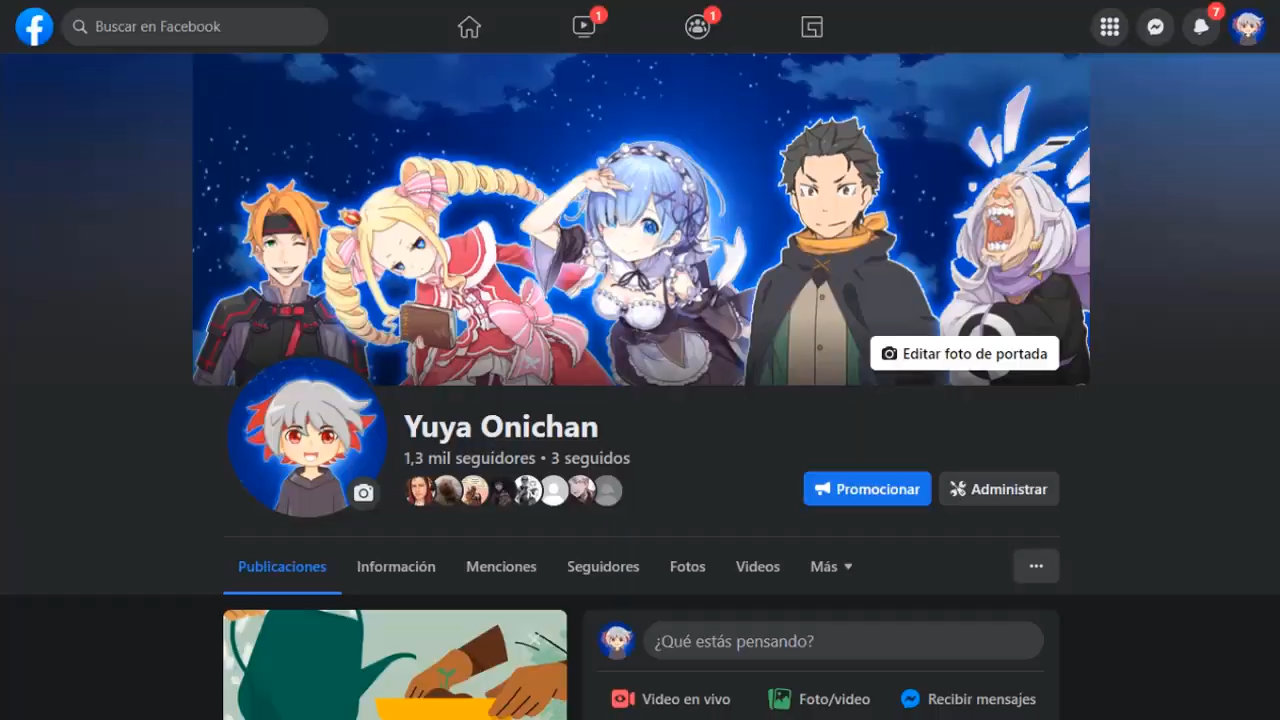 Buscar en Facebook
1
1
7
Editar foto de portada
Yuya Onichan
1,3 mil seguidores • 3 seguidos
Promocionar
Administrar
Publicaciones Información Menciones Seguidores Fotos Videos Más
¿Qué estás pensando?
Video en vivo Foto/video Recibir mensajes